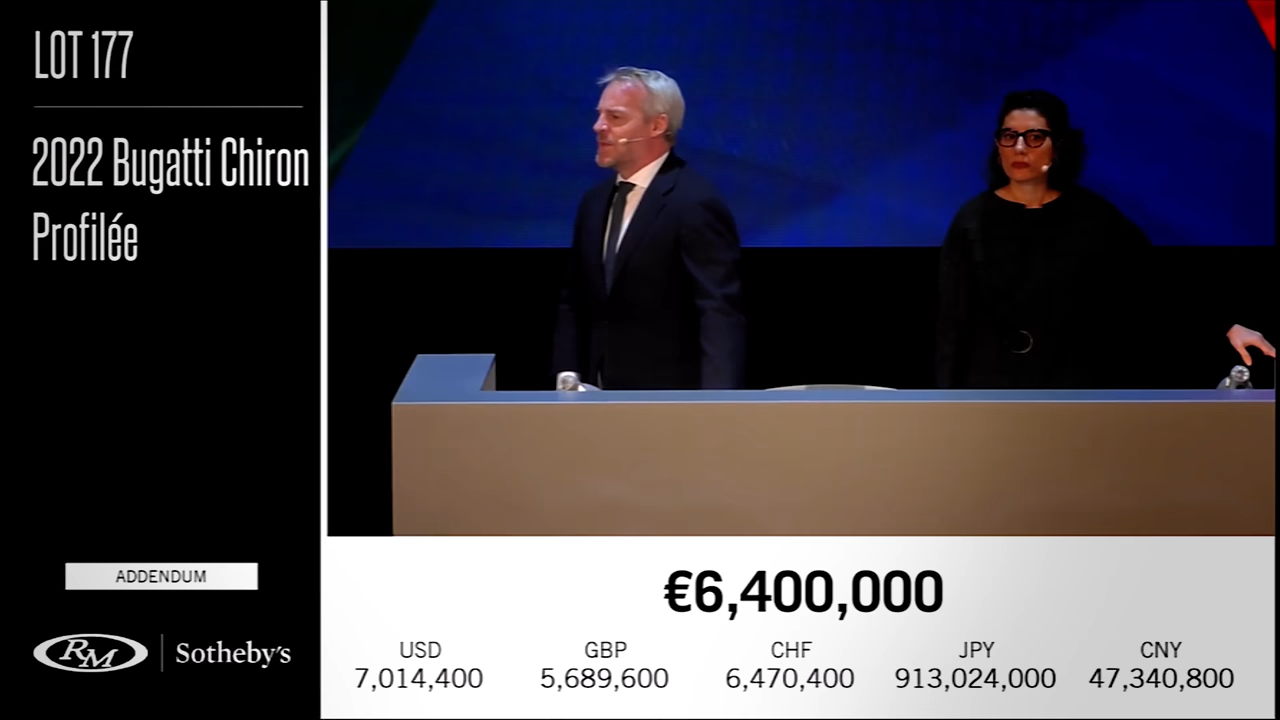 LOT 177
2022 Bugatti Chiron
Profilée
ADDENDUM
RM | Sotheby's
€6,400,000
USD GBP CHF JPY CNY
7,014,400 5,689,600 6,470,400 913,024,000 47,340,800